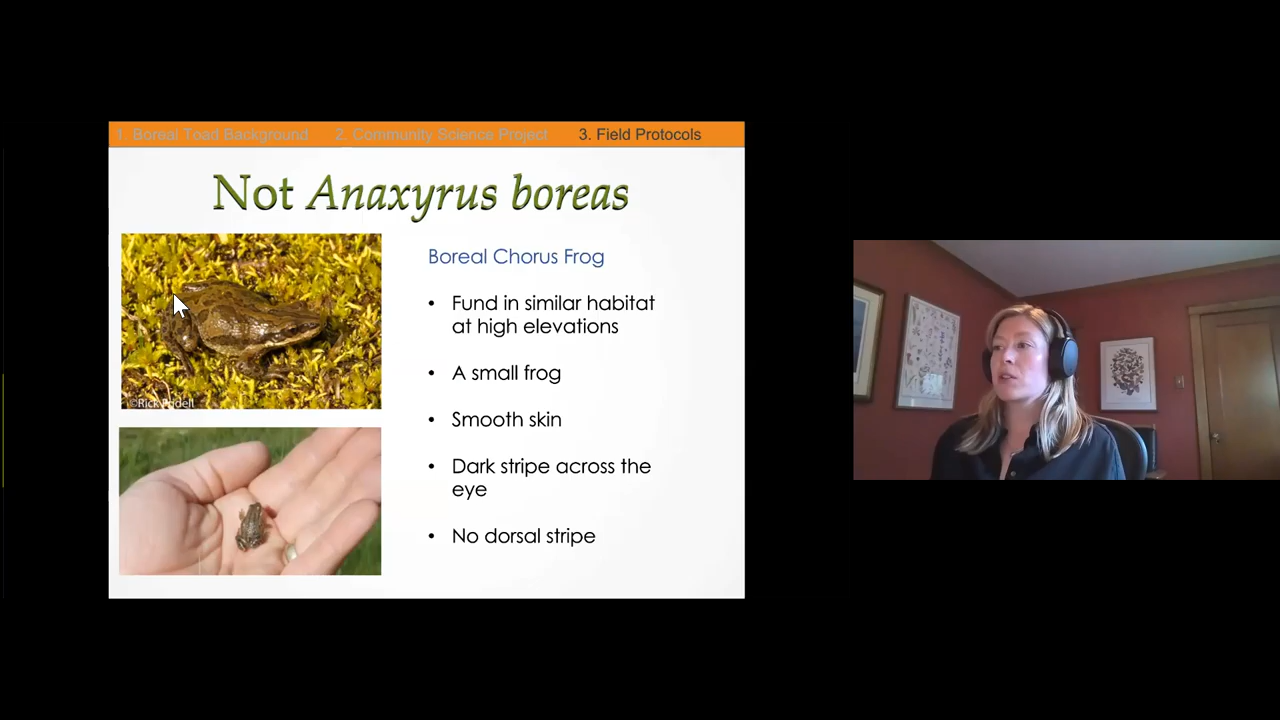 1. Boreal Toad Background 2. Community Science Project 3. Field Protocols
Not Anaxyrus boreas
Boreal Chorus Frog
• Fund in similar habitat
at high elevations
• A small frog
• Smooth skin
• Dark stripe across the
eye
• No dorsal stripe
©Rick Fridell